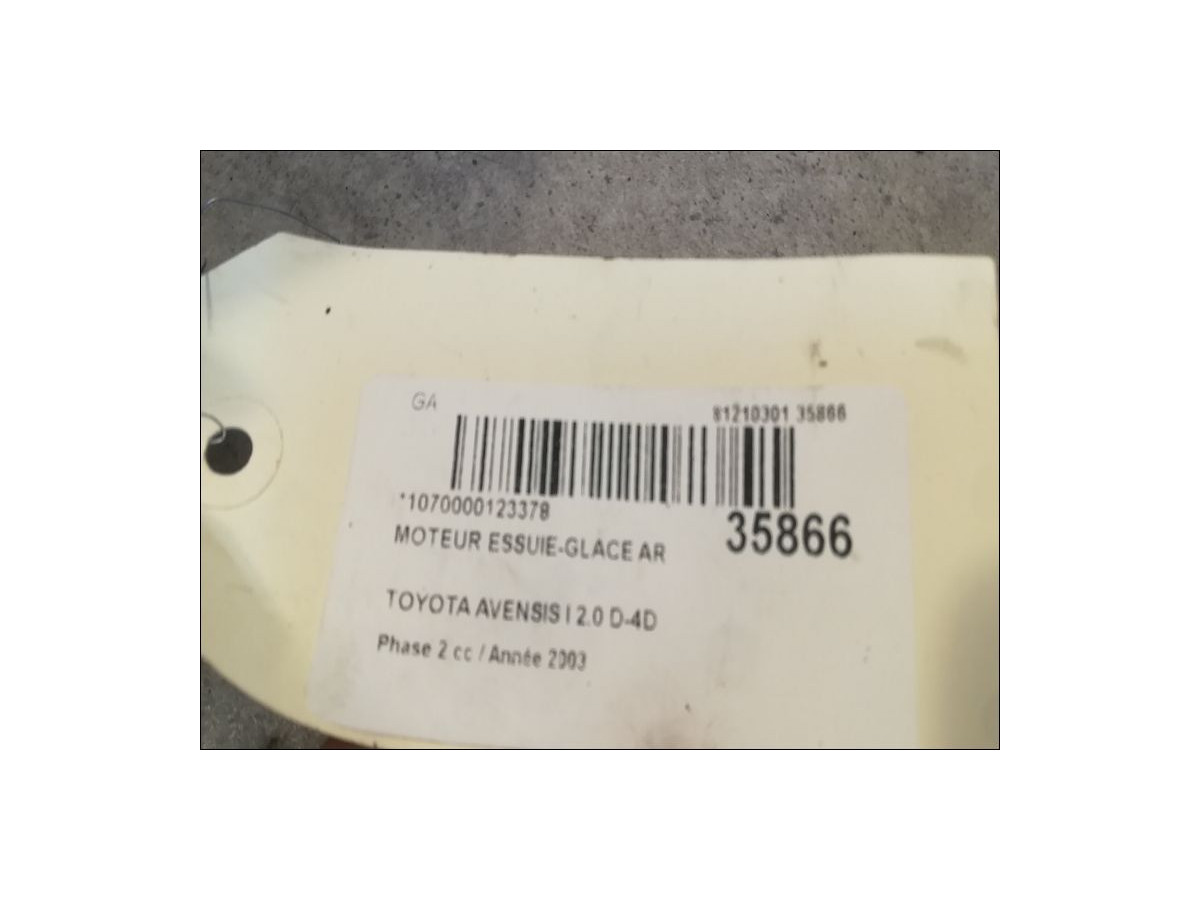 GA
81210301 35866
*1070000123378
35866
MOTEUR ESSUIE-GLACE AR
TOYOTA AVENSIS I 2.0 D-4D
Phase 2 cc / Année 2003